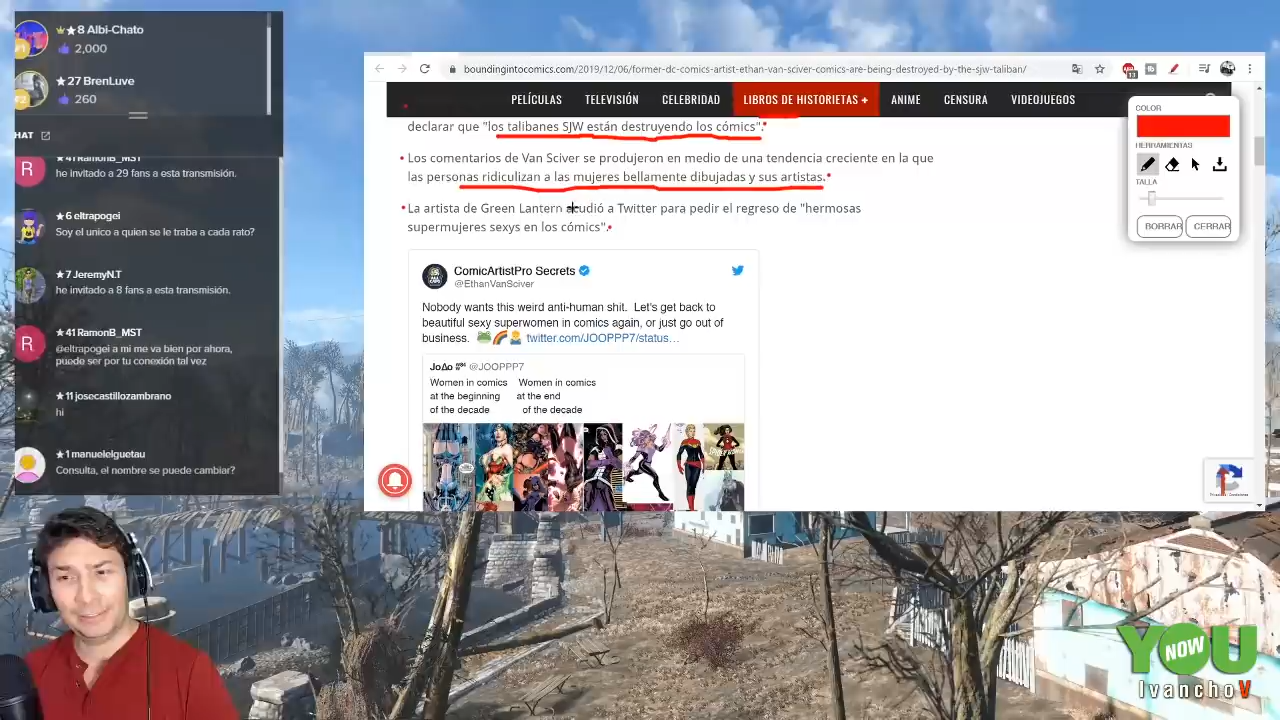 8 Albi-Chato
2,000
27 BrenLuve
260
HAT
41 RamonB_MST
he invitado a 29 fans a esta transmisión.
6 eltrapogei
Soy el unico a quien se le traba a cada rato?
7 JeremyN.T
he invitado a 8 fans a esta transmisión.
41 RamonB_MST
@eltrapogei a mi me va bien por ahora,
puede ser por tu conexión tal vez
11 josecastillozambrano
hi
1 manuelelguetau
Consulta, el nombre se puede cambiar?
boundingintocomics.com/2019/12/06/former-dc-comics-artist-ethan-van-sciver-comics-are-being-destroyed-by-the-sjw-taliban/
13
PELÍCULAS TELEVISIÓN CELEBRIDAD LIBROS DE HISTORIETAS + ANIME CENSURA VIDEOJUEGOS
declarar que "los talibanes SJW están destruyendo los cómics".
Los comentarios de Van Sciver se produjeron en medio de una tendencia creciente en la que
las personas ridiculizan a las mujeres bellamente dibujadas y sus artistas.
La artista de Green Lantern acudió a Twitter para pedir el regreso de "hermosas
supermujeres sexys en los cómics".
ComicArtistPro Secrets
@EthanVanSciver
Nobody wants this weird anti-human shit. Let's get back to
beautiful sexy superwomen in comics again, or just go out of
business. twitter.com/JOOPPP7/status…
@JOOPPP7
Women in comics Women in comics
at the beginning at the end
of the decade of the decade
COLOR
HERRAMIENTAS
TALLA
BORRAR CERRAR
YOU
NOW
IvanchoV